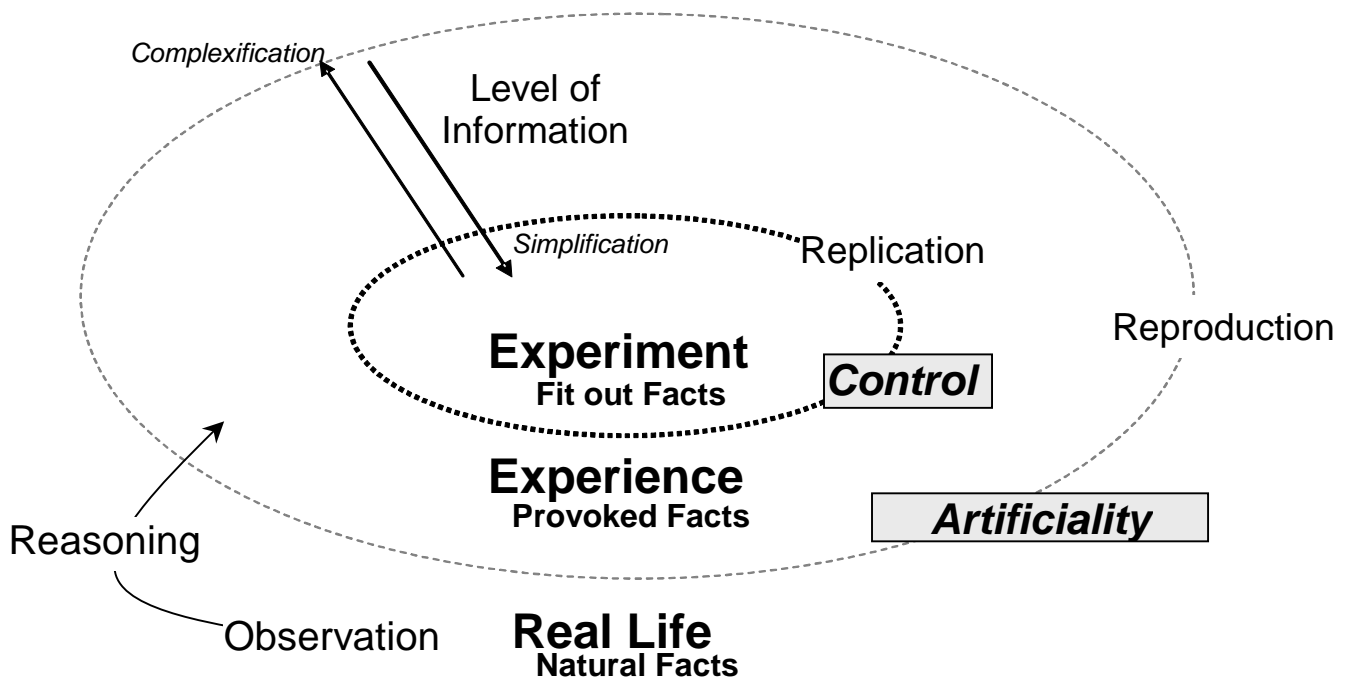 Complexification
Level of
Information
Simplification
Replication
Reproduction
Experiment
Fit out Facts
Control
Experience
Provoked Facts
Artificiality
Reasoning
Observation
Real Life
Natural Facts